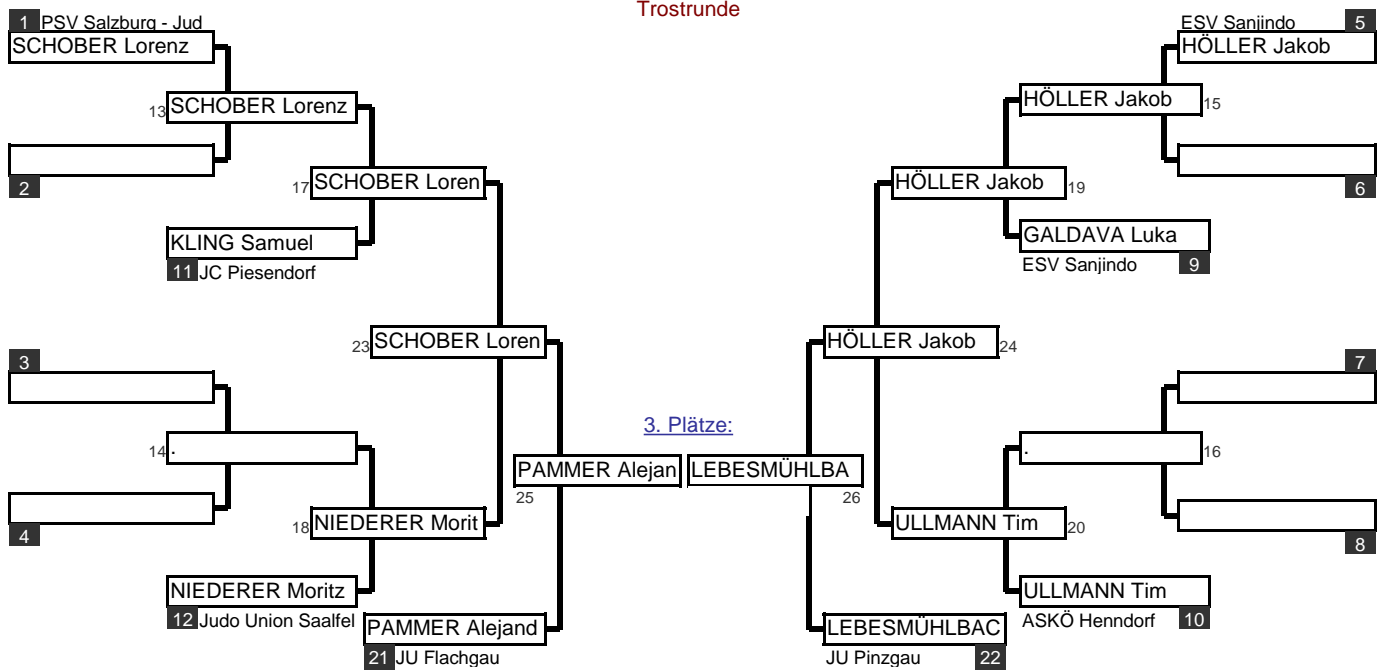 Trostrunde
1 PSV Salzburg - Jud
SCHOBER Lorenz
ESV Sanjindo 5
HÖLLER Jakob
13 SCHOBER Lorenz
HÖLLER Jakob 15
2
6
17 SCHOBER Loren
HÖLLER Jakob 19
KLING Samuel
11 JC Piesendorf
GALDAVA Luka
ESV Sanjindo 9
23 SCHOBER Loren
HÖLLER Jakob 24
3
7
3. Plätze:
14 .
. 16
PAMMER Alejan
25
LEBESMÜHLBA
26
4
8
18 NIEDERER Morit
ULLMANN Tim 20
NIEDERER Moritz
12 Judo Union Saalfel
ULLMANN Tim
ASKÖ Henndorf 10
PAMMER Alejand
21 JU Flachgau
LEBESMÜHLBAC
JU Pinzgau 22